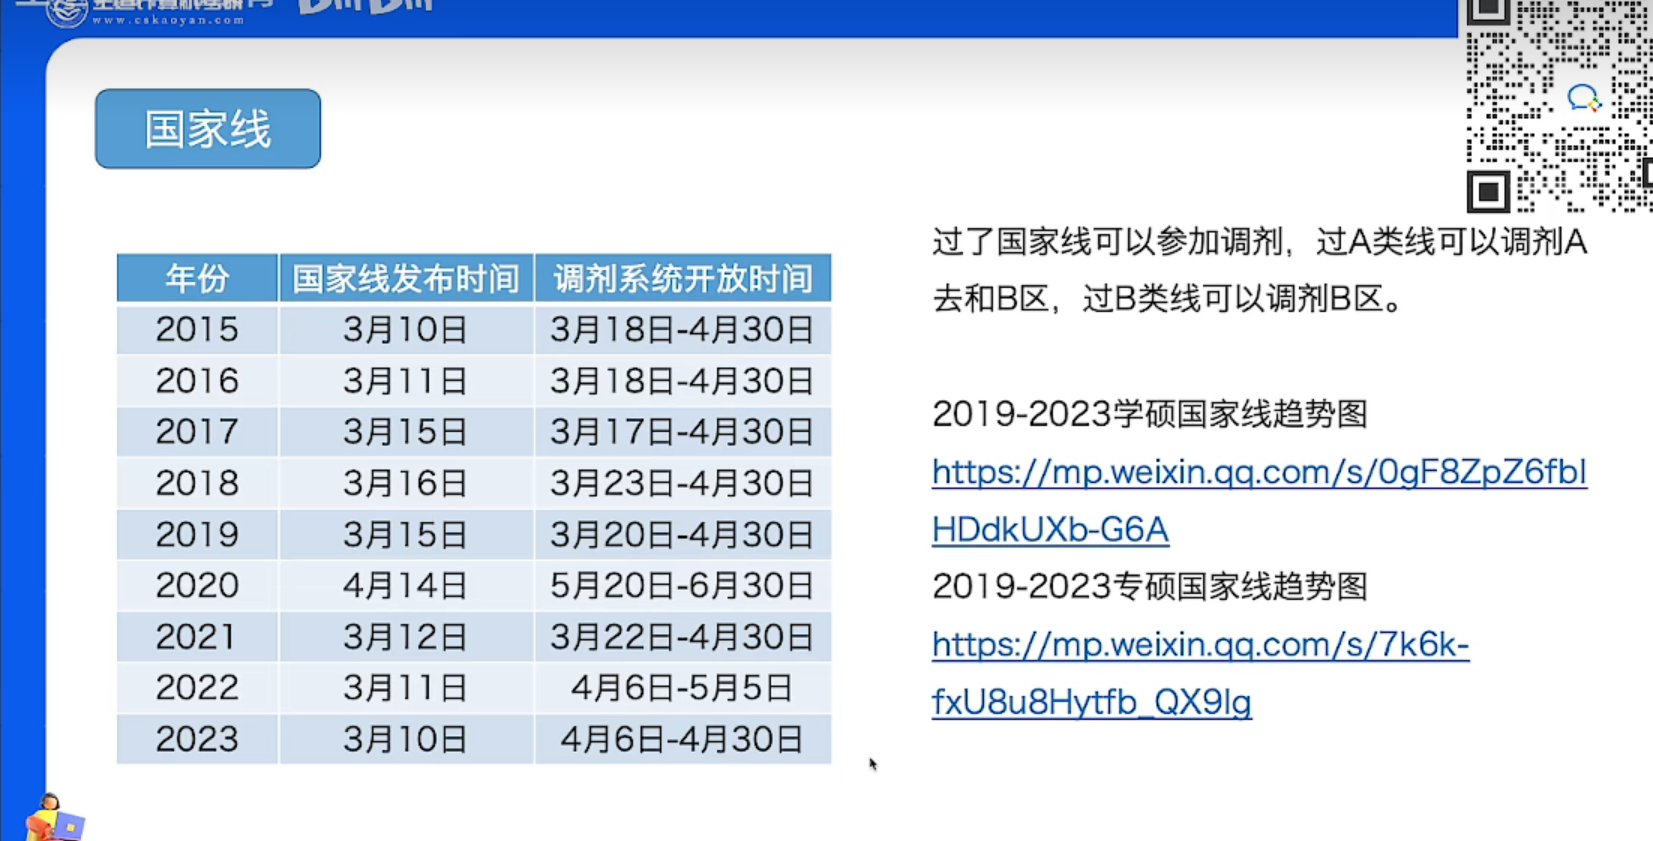 www.cskaoyan.com
国家线
年份 国家线发布时间 调剂系统开放时间
2015 3月10日 3月18日-4月30日
2016 3月11日 3月18日-4月30日
2017 3月15日 3月17日-4月30日
2018 3月16日 3月23日-4月30日
2019 3月15日 3月20日-4月30日
2020 4月14日 5月20日-6月30日
2021 3月12日 3月22日-4月30日
2022 3月11日 4月6日-5月5日
2023 3月10日 4月6日-4月30日
过了国家线可以参加调剂，过A类线可以调剂A
去和B区，过B类线可以调剂B区。
2019-2023学硕国家线趋势图
https://mp.weixin.qq.com/s/0gF8ZpZ6fbl
HDdkUXb-G6A
2019-2023专硕国家线趋势图
https://mp.weixin.qq.com/s/7k6k-
fxU8u8Hytfb_QX9lg